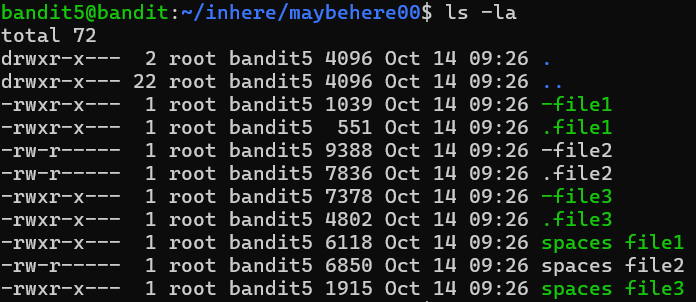 bandit5@bandit:~/inhere/maybehere00$ ls -la
total 72
drwxr-x---  2 root bandit5 4096 Oct 14 09:26 .
drwxr-x--- 22 root bandit5 4096 Oct 14 09:26 ..
-rwxr-x---  1 root bandit5 1039 Oct 14 09:26 -file1
-rwxr-x---  1 root bandit5  551 Oct 14 09:26 .file1
-rw-r-----  1 root bandit5 9388 Oct 14 09:26 -file2
-rw-r-----  1 root bandit5 7836 Oct 14 09:26 .file2
-rwxr-x---  1 root bandit5 7378 Oct 14 09:26 -file3
-rwxr-x---  1 root bandit5 4802 Oct 14 09:26 .file3
-rwxr-x---  1 root bandit5 6118 Oct 14 09:26 spaces file1
-rw-r-----  1 root bandit5 6850 Oct 14 09:26 spaces file2
-rwxr-x---  1 root bandit5 1915 Oct 14 09:26 spaces file3